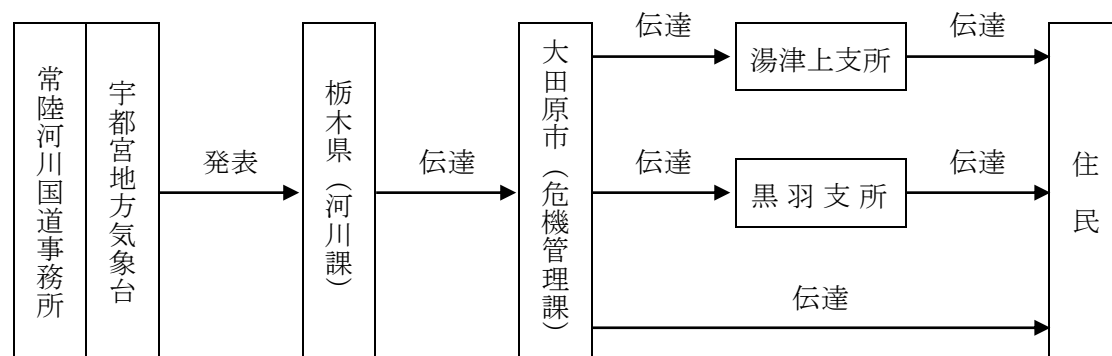 常陸河川国道事務所
宇都宮地方気象台
発表
栃木県（河川課）
伝達
大田原市（危機管理課）
伝達
湯津上支所
伝達
伝達
黒羽支所
伝達
伝達
住民